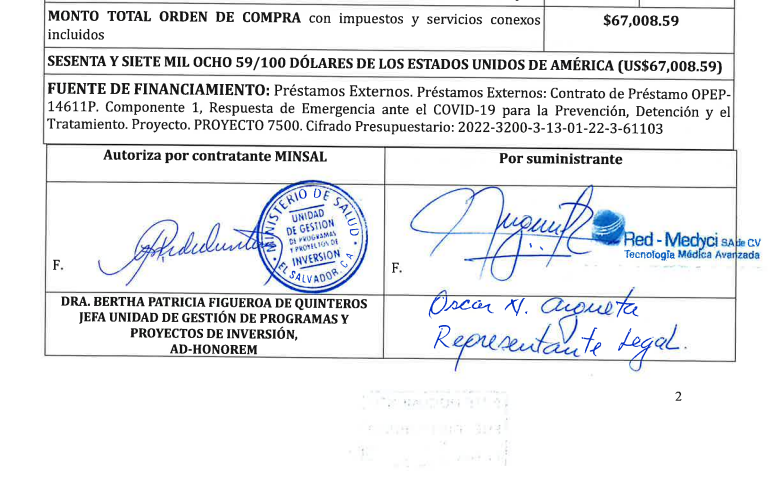 MONTO TOTAL ORDEN DE COMPRA con impuestos y servicios conexos
incluidos
$67,008.59
SESENTA Y SIETE MIL OCHO 59/100 DÓLARES DE LOS ESTADOS UNIDOS DE AMÉRICA (US$67,008.59)
FUENTE DE FINANCIAMIENTO: Préstamos Externos. Préstamos Externos: Contrato de Préstamo OPEP-
14611P. Componente 1, Respuesta de Emergencia ante el COVID-19 para la Prevención, Detención y el
Tratamiento. Proyecto. PROYECTO 7500. Cifrado Presupuestario: 2022-3200-3-13-01-22-3-61103
Autoriza por contratante MINSAL
Por suministrante
F.
MINISTERIO DE SALUD
UNIDAD
DE GESTION
DE PROGRAMAS
Y PROYECTOS DE
INVERSIÓN
EL SALVADOR, C.A.
F.
Red - Medyci SA de CV
Tecnología Médica Avanzada
DRA. BERTHA PATRICIA FIGUEROA DE QUINTEROS
JEFA UNIDAD DE GESTIÓN DE PROGRAMAS Y
PROYECTOS DE INVERSIÓN,
AD-HONOREM
Oscar N. Argueta
Representante Legal.
2